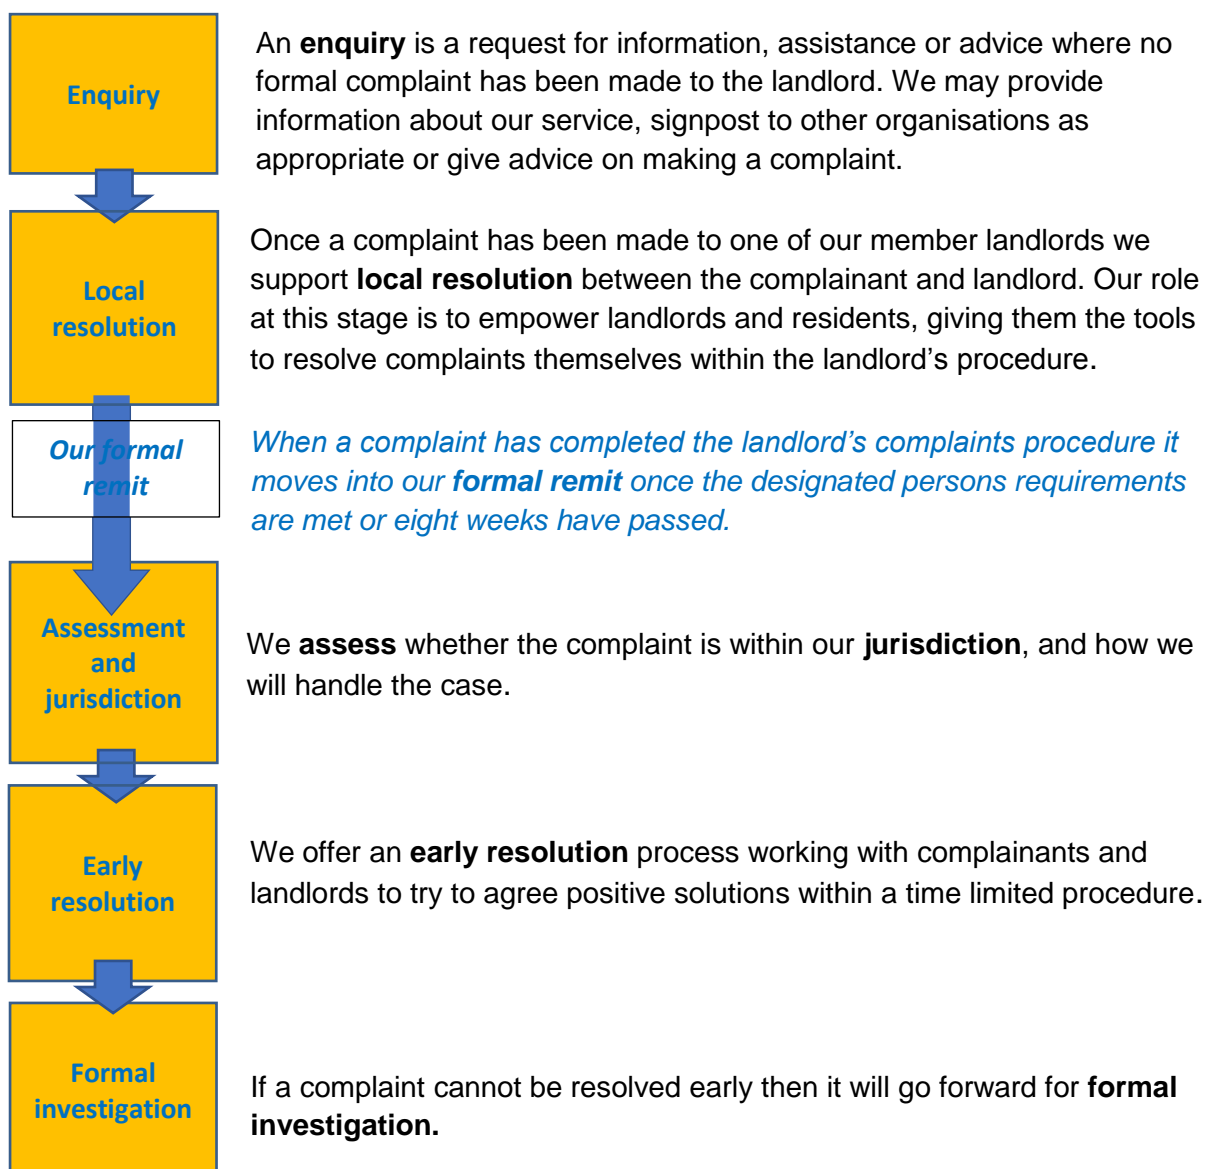 Enquiry
An enquiry is a request for information, assistance or advice where no
formal complaint has been made to the landlord. We may provide
information about our service, signpost to other organisations as
appropriate or give advice on making a complaint.
Local
resolution
Once a complaint has been made to one of our member landlords we
support local resolution between the complainant and landlord. Our role
at this stage is to empower landlords and residents, giving them the tools
to resolve complaints themselves within the landlord’s procedure.
Our formal
remit
When a complaint has completed the landlord’s complaints procedure it
moves into our formal remit once the designated persons requirements
are met or eight weeks have passed.
Assessment
and
jurisdiction
We assess whether the complaint is within our jurisdiction, and how we
will handle the case.
Early
resolution
We offer an early resolution process working with complainants and
landlords to try to agree positive solutions within a time limited procedure.
Formal
investigation
If a complaint cannot be resolved early then it will go forward for formal
investigation.